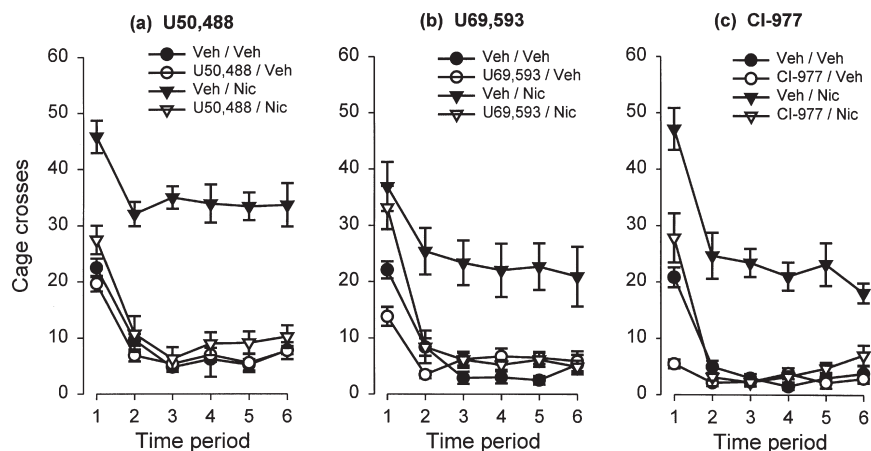 (a) U50,488
Veh / Veh
U50,488 / Veh
Veh / Nic
U50,488 / Nic
Cage crosses
60
50
40
30
20
10
0
1 2 3 4 5 6
Time period
(b) U69,593
Veh / Veh
U69,593 / Veh
Veh / Nic
U69,593 / Nic
60
50
40
30
20
10
0
1 2 3 4 5 6
Time period
(c) CI-977
Veh / Veh
CI-977 / Veh
Veh / Nic
CI-977 / Nic
60
50
40
30
20
10
0
1 2 3 4 5 6
Time period